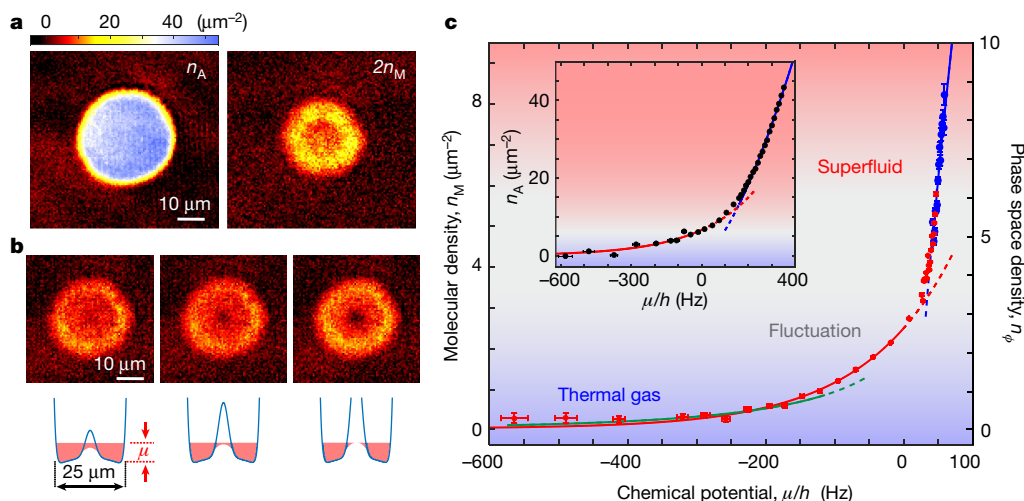 a
0 20 40 (μm⁻²)
n_A
2n_M
10 μm
b
10 μm
μ
25 μm
c
Molecular density, n_M (μm⁻²)
8
4
0
n_A (μm⁻²)
40
20
0
−600 −300 0 400
μ/h (Hz)
Superfluid
Fluctuation
Thermal gas
10
5
0
Phase space density, n_ϕ
−600 −400 −200 0 100
Chemical potential, μ/h (Hz)